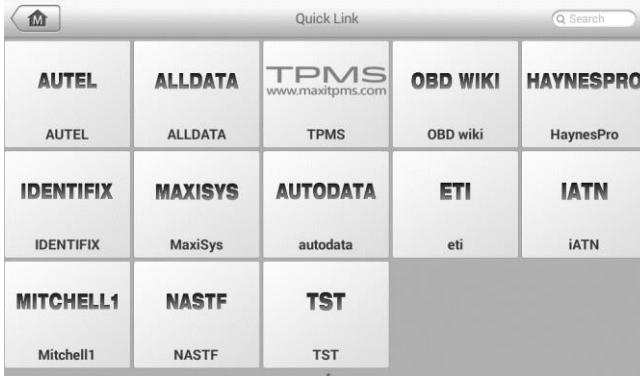 M
Quick Link
Search
AUTEL
AUTEL
ALLDATA
ALLDATA
TPMS
www.maxitpms.com
TPMS
OBD WIKI
OBD wiki
HAYNESPRO
HaynesPro
IDENTIFIX
IDENTIFIX
MAXISYS
MaxiSys
AUTODATA
autodata
ETI
eti
IATN
iATN
MITCHELL1
Mitchell1
NASTF
NASTF
TST
TST